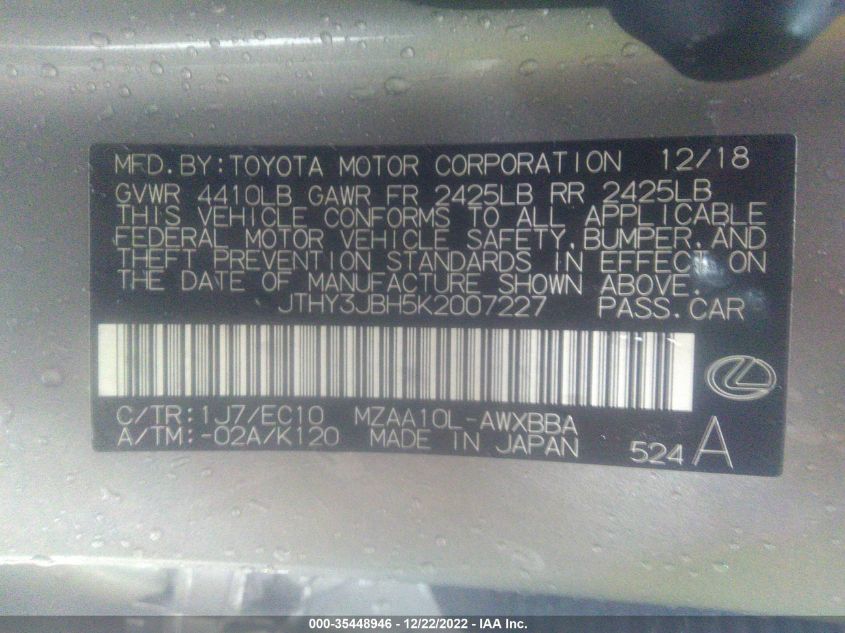 MFD.BY:TOYOTA MOTOR CORPORATION 12/18
GVWR 4410LB GAWR FR 2425LB RR 2425LB
THIS VEHICLE CONFORMS TO ALL APPLICABLE
FEDERAL MOTOR VEHICLE SAFETY,BUMPER,AND
THEFT PREVENTION STANDARDS IN EFFECT ON
THE DATE OF MANUFACTURE SHOWN ABOVE.
JTHY3JBH5K2007227 PASS.CAR
C/TR:1J7/EC10 MZAA10L-AWXBBA
A/TM:-02A/K120 MADE IN JAPAN 524 A
000-35448946 - 12/22/2022 - IAA Inc.